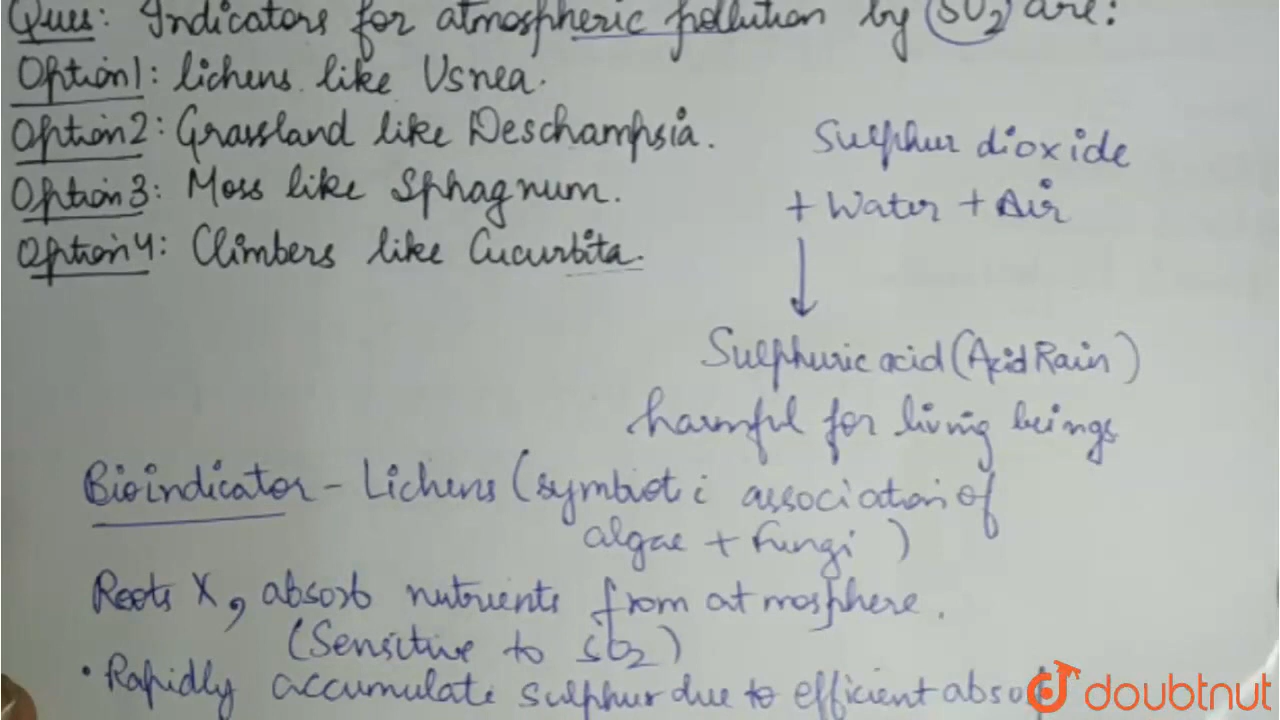 Ques: Indicators for atmospheric pollution by SO2 are:
Option1: lichens like Usnea.
Option2: Grassland like Deschampsia.
Option3: Moss like Sphagnum.
Option4: Climbers like Cucurbita.
Sulphur dioxide
+ Water + Air
Sulphuric acid (Acid Rain)
harmful for living beings
Bioindicator - Lichens (symbiotic association of
algae + Fungi)
Roots X, absorb nutrients from atmosphere.
(Sensitive to SO2)
• Rapidly accumulate sulphur due to efficient absorp
doubtnut